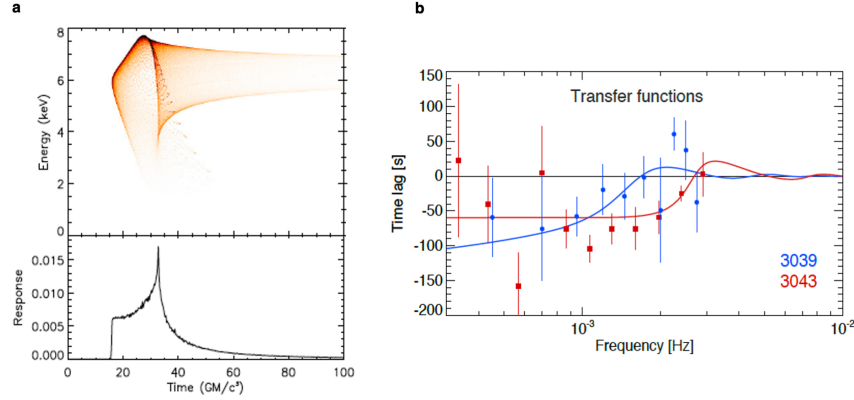 a
8
6
4
2
0
Energy (keV)
0.015
0.010
0.005
0.000
Response
0 20 40 60 80 100
Time (GM/c³)
b
150
100
50
0
-50
-100
-150
-200
Time lag [s]
Transfer functions
3039
3043
10-3 10-2
Frequency [Hz]